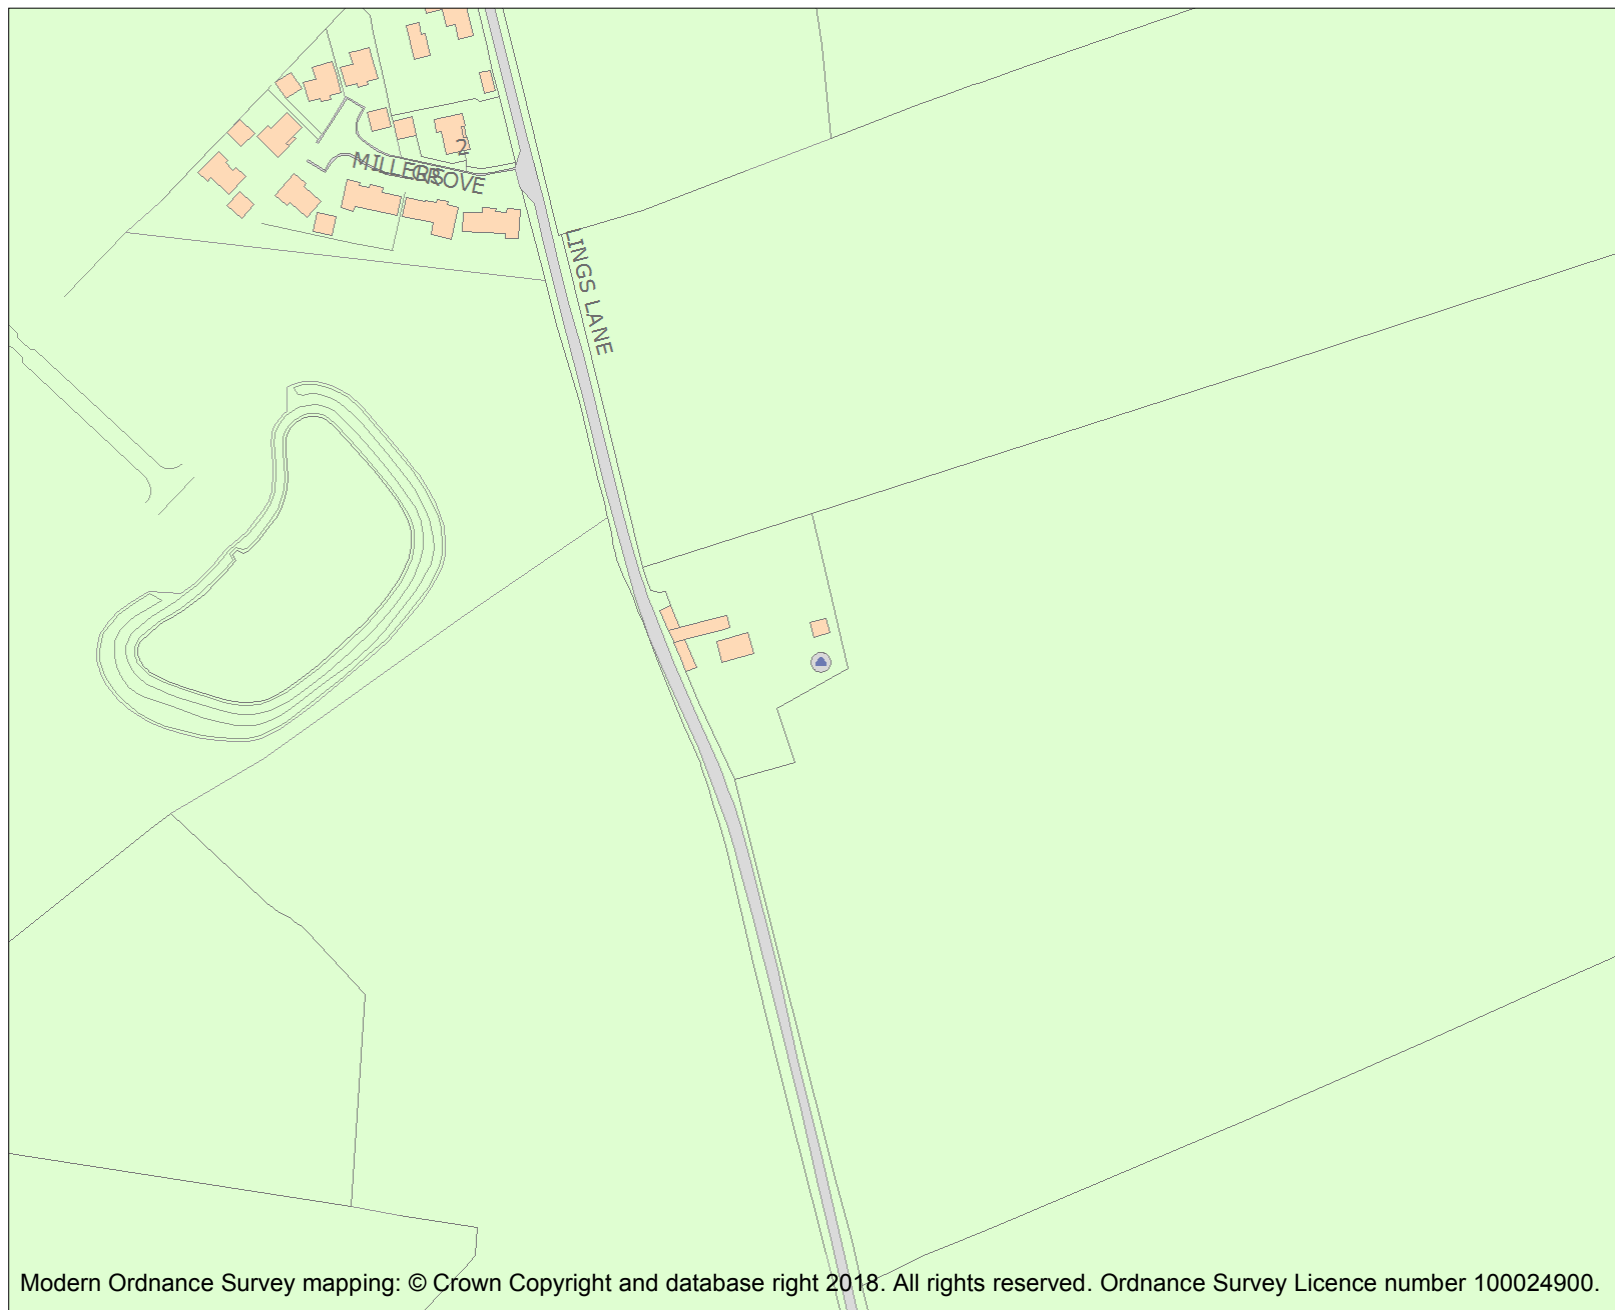 2
MILLERS
GROVE
LINGS LANE
Modern Ordnance Survey mapping: © Crown Copyright and database right 2018. All rights reserved. Ordnance Survey Licence number 100024900.